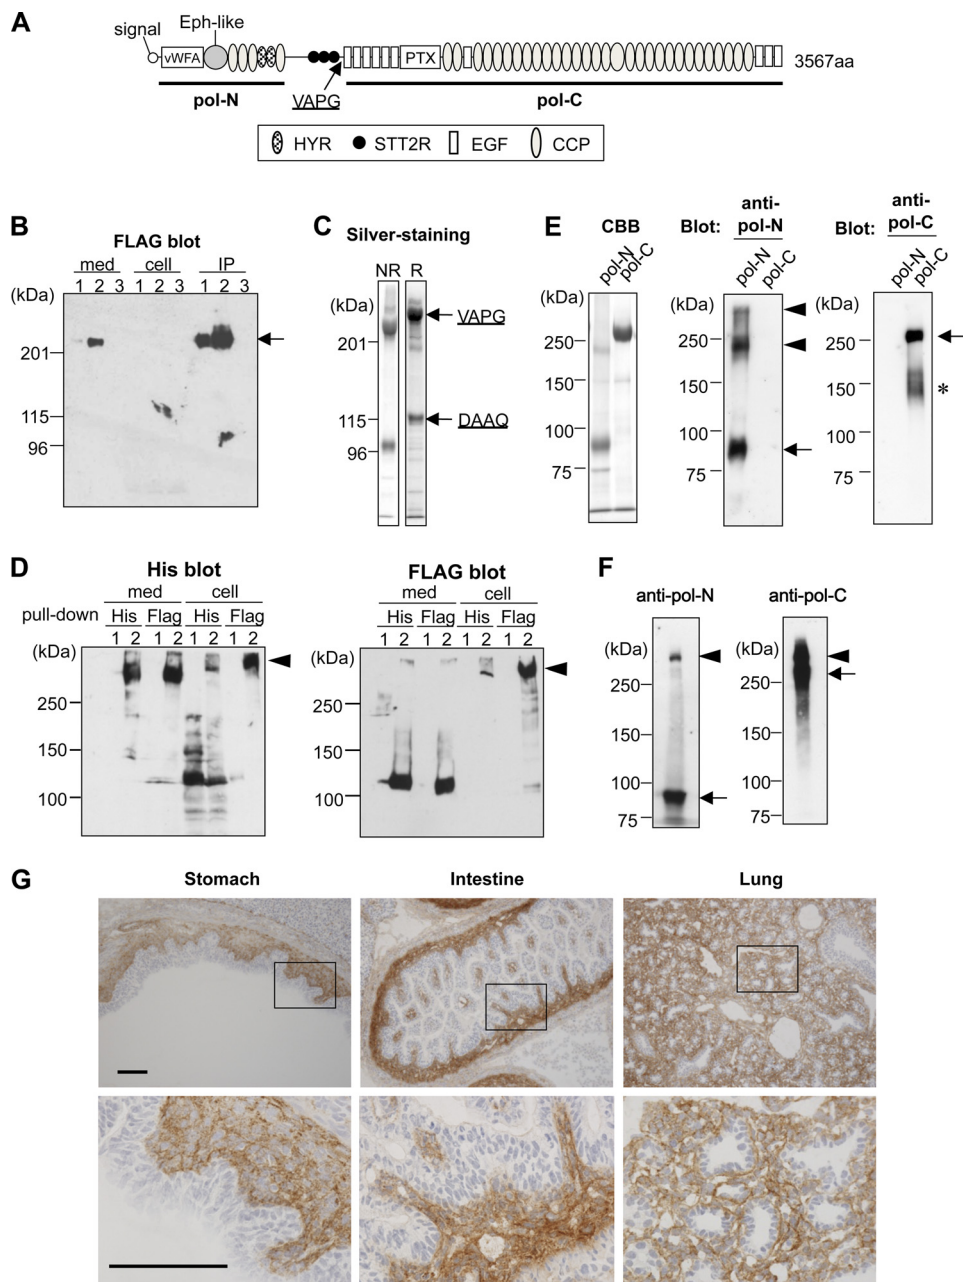 A
signal
Eph-like
vWFA
PTX
3567aa
pol-N
VAPG
pol-C
HYR
STT2R
EGF
CCP
B
FLAG blot
med
cell
IP
1 2 3 1 2 3 1 2 3
(kDa)
201
115
96
C
Silver-staining
NR
R
(kDa)
201
115
96
VAPG
DAAQ
E
CBB
pol-N
pol-C
(kDa)
250
150
100
75
Blot:
anti-
pol-N
pol-N
pol-C
(kDa)
250
150
100
75
Blot:
anti-
pol-C
pol-N
pol-C
(kDa)
250
150
100
75
*
D
His blot
med
cell
pull-down
His Flag His Flag
1 2 1 2 1 2 1 2
(kDa)
250
150
100
FLAG blot
med
cell
His Flag His Flag
1 2 1 2 1 2 1 2
(kDa)
250
150
100
F
anti-pol-N
(kDa)
250
150
100
75
anti-pol-C
(kDa)
250
150
100
75
G
Stomach
Intestine
Lung